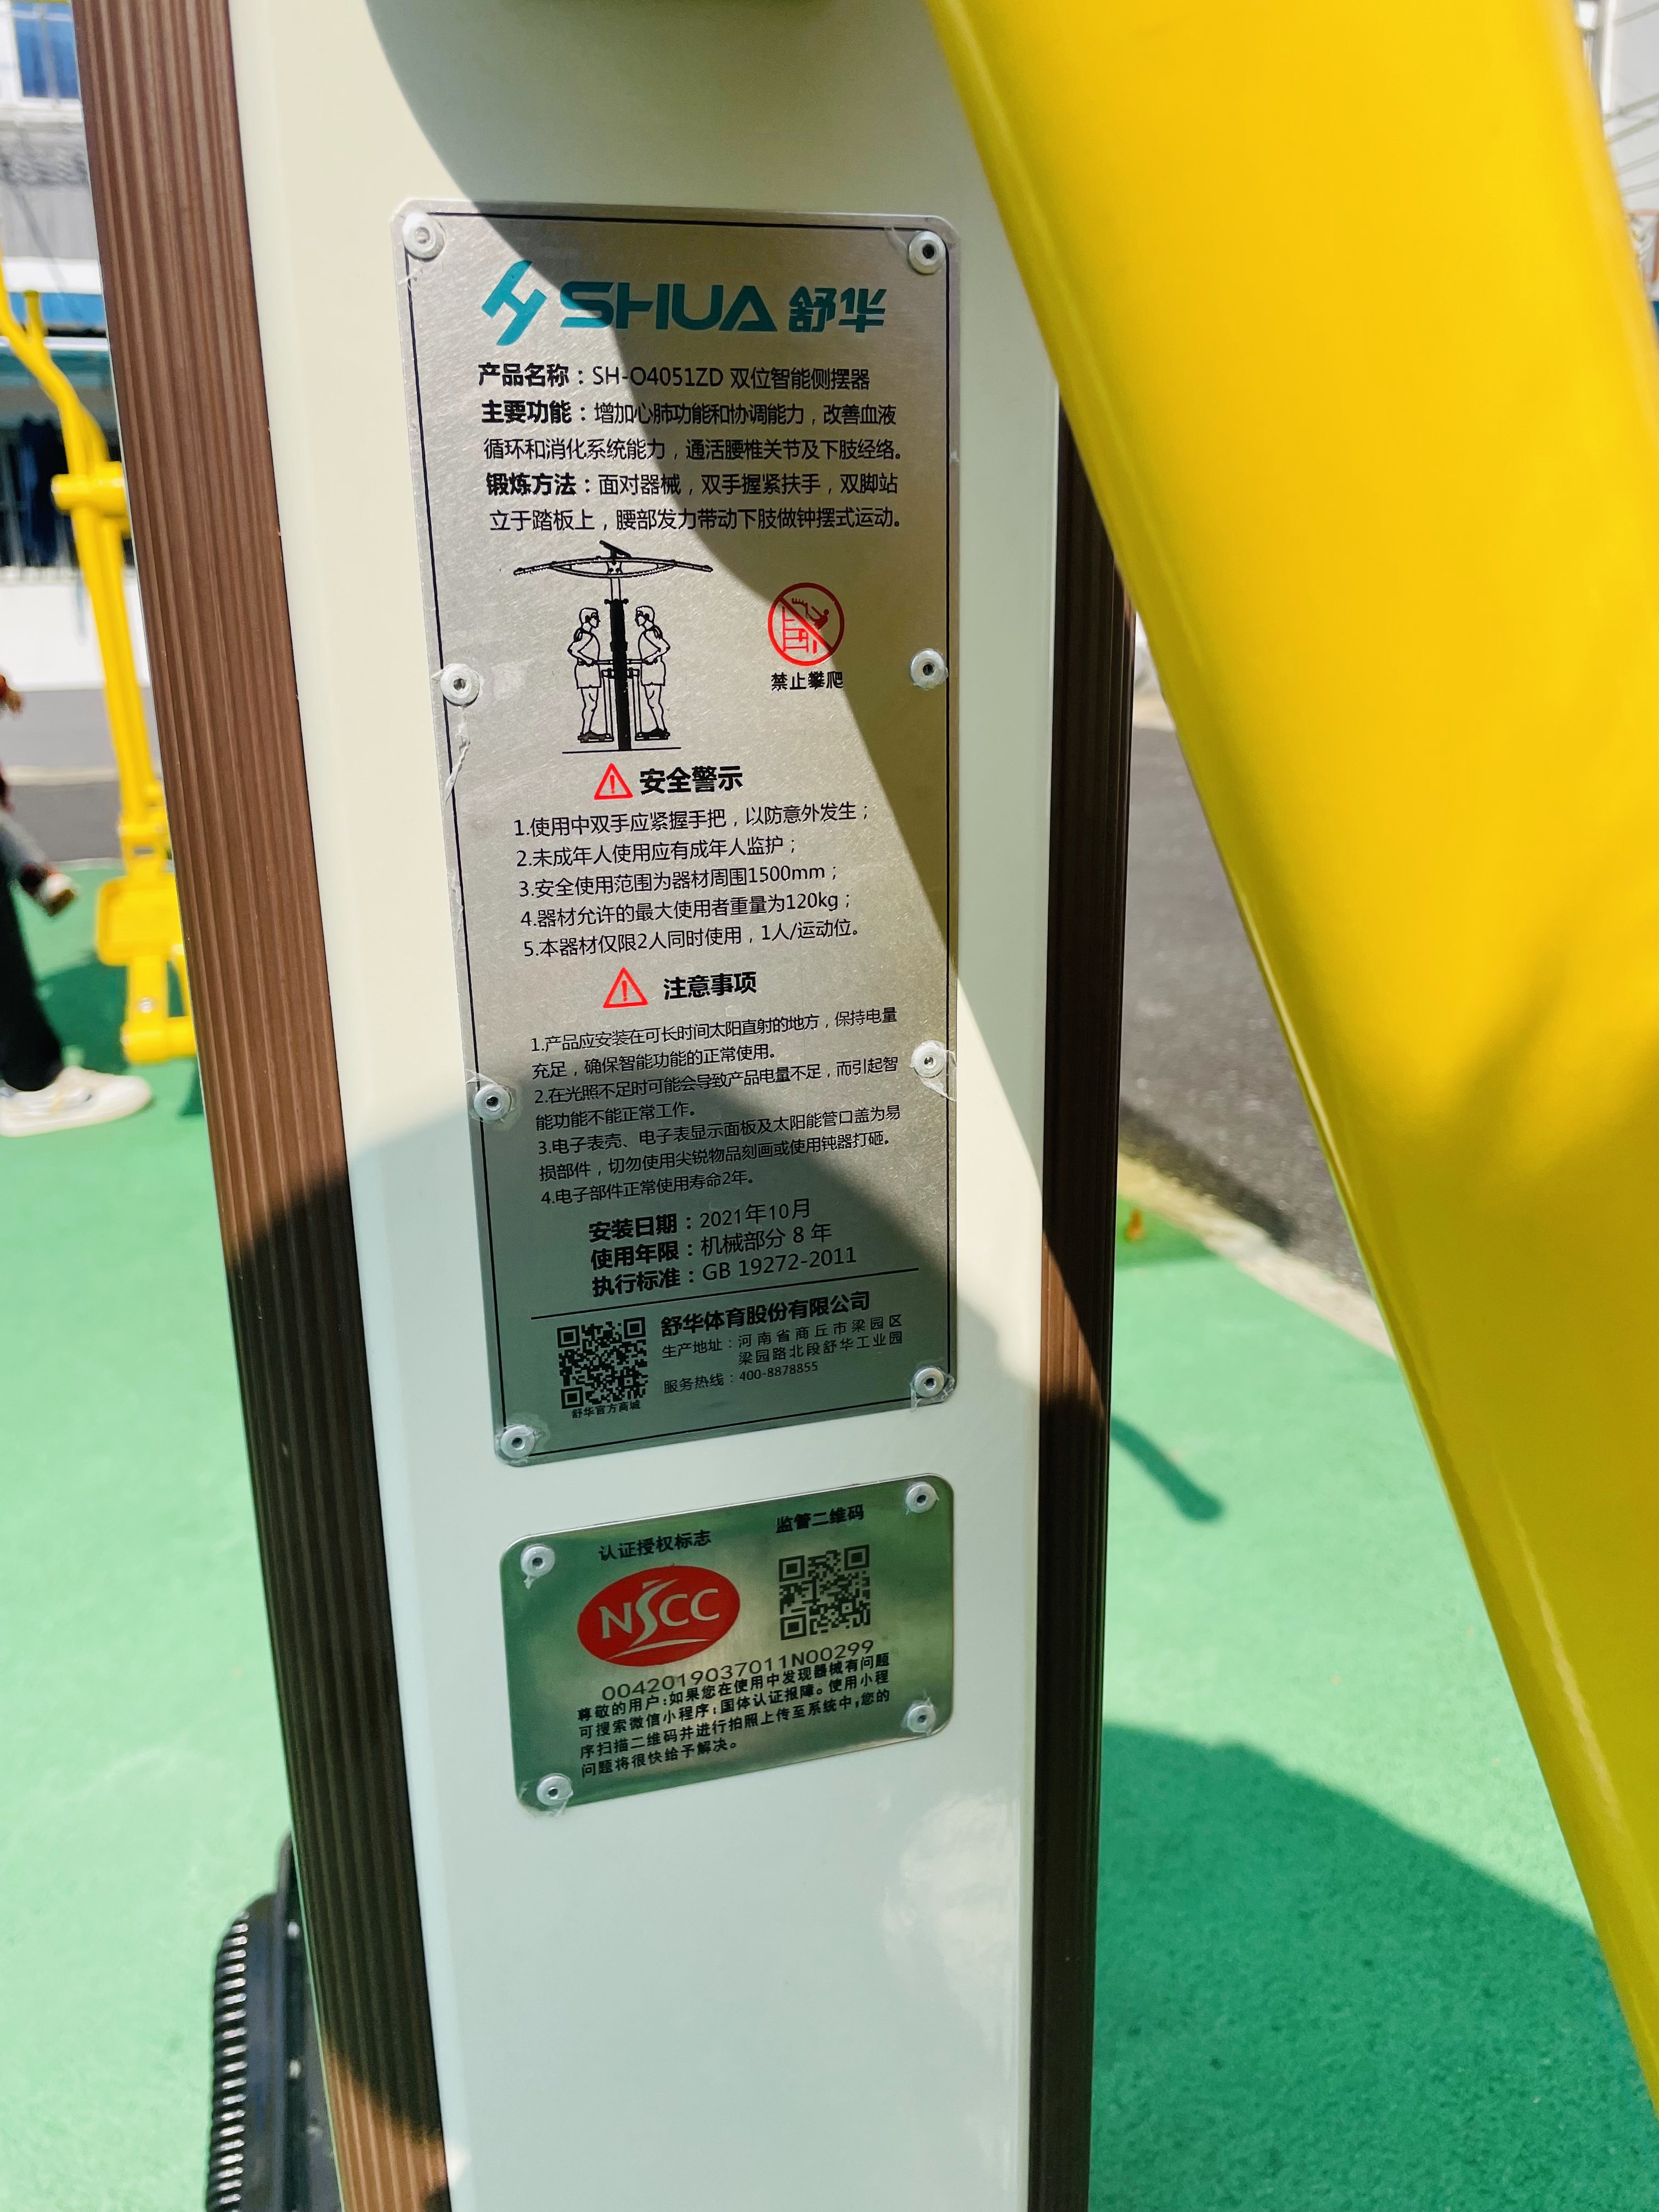 SHUA 舒华
产品名称：SH-O4051ZD 双位智能侧摆器
主要功能：增加心肺功能和协调能力，改善血液
循环和消化系统能力，通活腰椎关节及下肢经络。
锻炼方法：面对器械，双手握紧扶手，双脚站
立于踏板上，腰部发力带动下肢做钟摆式运动。
禁止攀爬
安全警示
1.使用中双手应紧握手把，以防意外发生；
2.未成年人使用应有成年人监护；
3.安全使用范围为器材周围1500mm；
4.器材允许的最大使用者重量为120kg；
5.本器材仅限2人同时使用，1人/运动位。
注意事项
1.产品应安装在可长时间太阳直射的地方，保持电量
充足，确保智能功能的正常使用。
2.在光照不足时可能会导致产品电量不足，而引起智
能功能不能正常工作。
3.电子表壳、电子表显示面板及太阳能管口盖为易
损部件，切勿使用尖锐物品刻画或使用钝器打砸。
4.电子部件正常使用寿命2年。
安装日期：2021年10月
使用年限：机械部分 8 年
执行标准：GB 19272-2011
舒华体育股份有限公司
生产地址：河南省商丘市梁园区
梁园路北段舒华工业园
服务热线：400-8878855
舒华官方商城
认证授权标志
监管二维码
NSCC
0042019037011N00299
尊敬的用户：如果您在使用中发现器械有问题
可搜索微信小程序：国体认证报障。使用小程
序扫描二维码并进行拍照上传至系统中，您的
问题将很快给予解决。